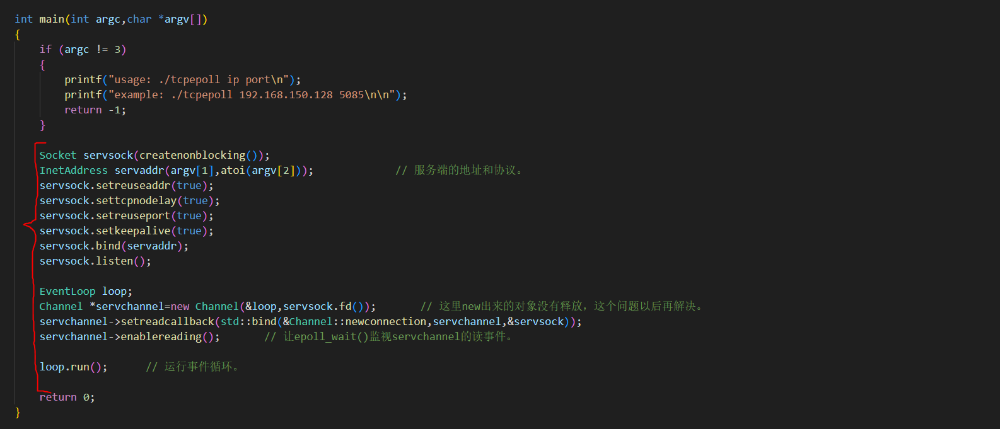 int main(int argc,char *argv[])
{
    if (argc != 3)
    {
        printf("usage: ./tcpepoll ip port\n");
        printf("example: ./tcpepoll 192.168.150.128 5085\n\n");
        return -1;
    }
    Socket servsock(createnonblocking());
    InetAddress servaddr(argv[1],atoi(argv[2]));             // 服务端的地址和协议。
    servsock.setreuseaddr(true);
    servsock.settcpnodelay(true);
    servsock.setreuseport(true);
    servsock.setkeepalive(true);
    servsock.bind(servaddr);
    servsock.listen();
    EventLoop loop;
    Channel *servchannel=new Channel(&loop,servsock.fd());       // 这里new出来的对象没有释放，这个问题以后再解决。
    servchannel->setreadcallback(std::bind(&Channel::newconnection,servchannel,&servsock));
    servchannel->enablereading();       // 让epoll_wait()监视servchannel的读事件。
    loop.run();      // 运行事件循环。
    return 0;
}